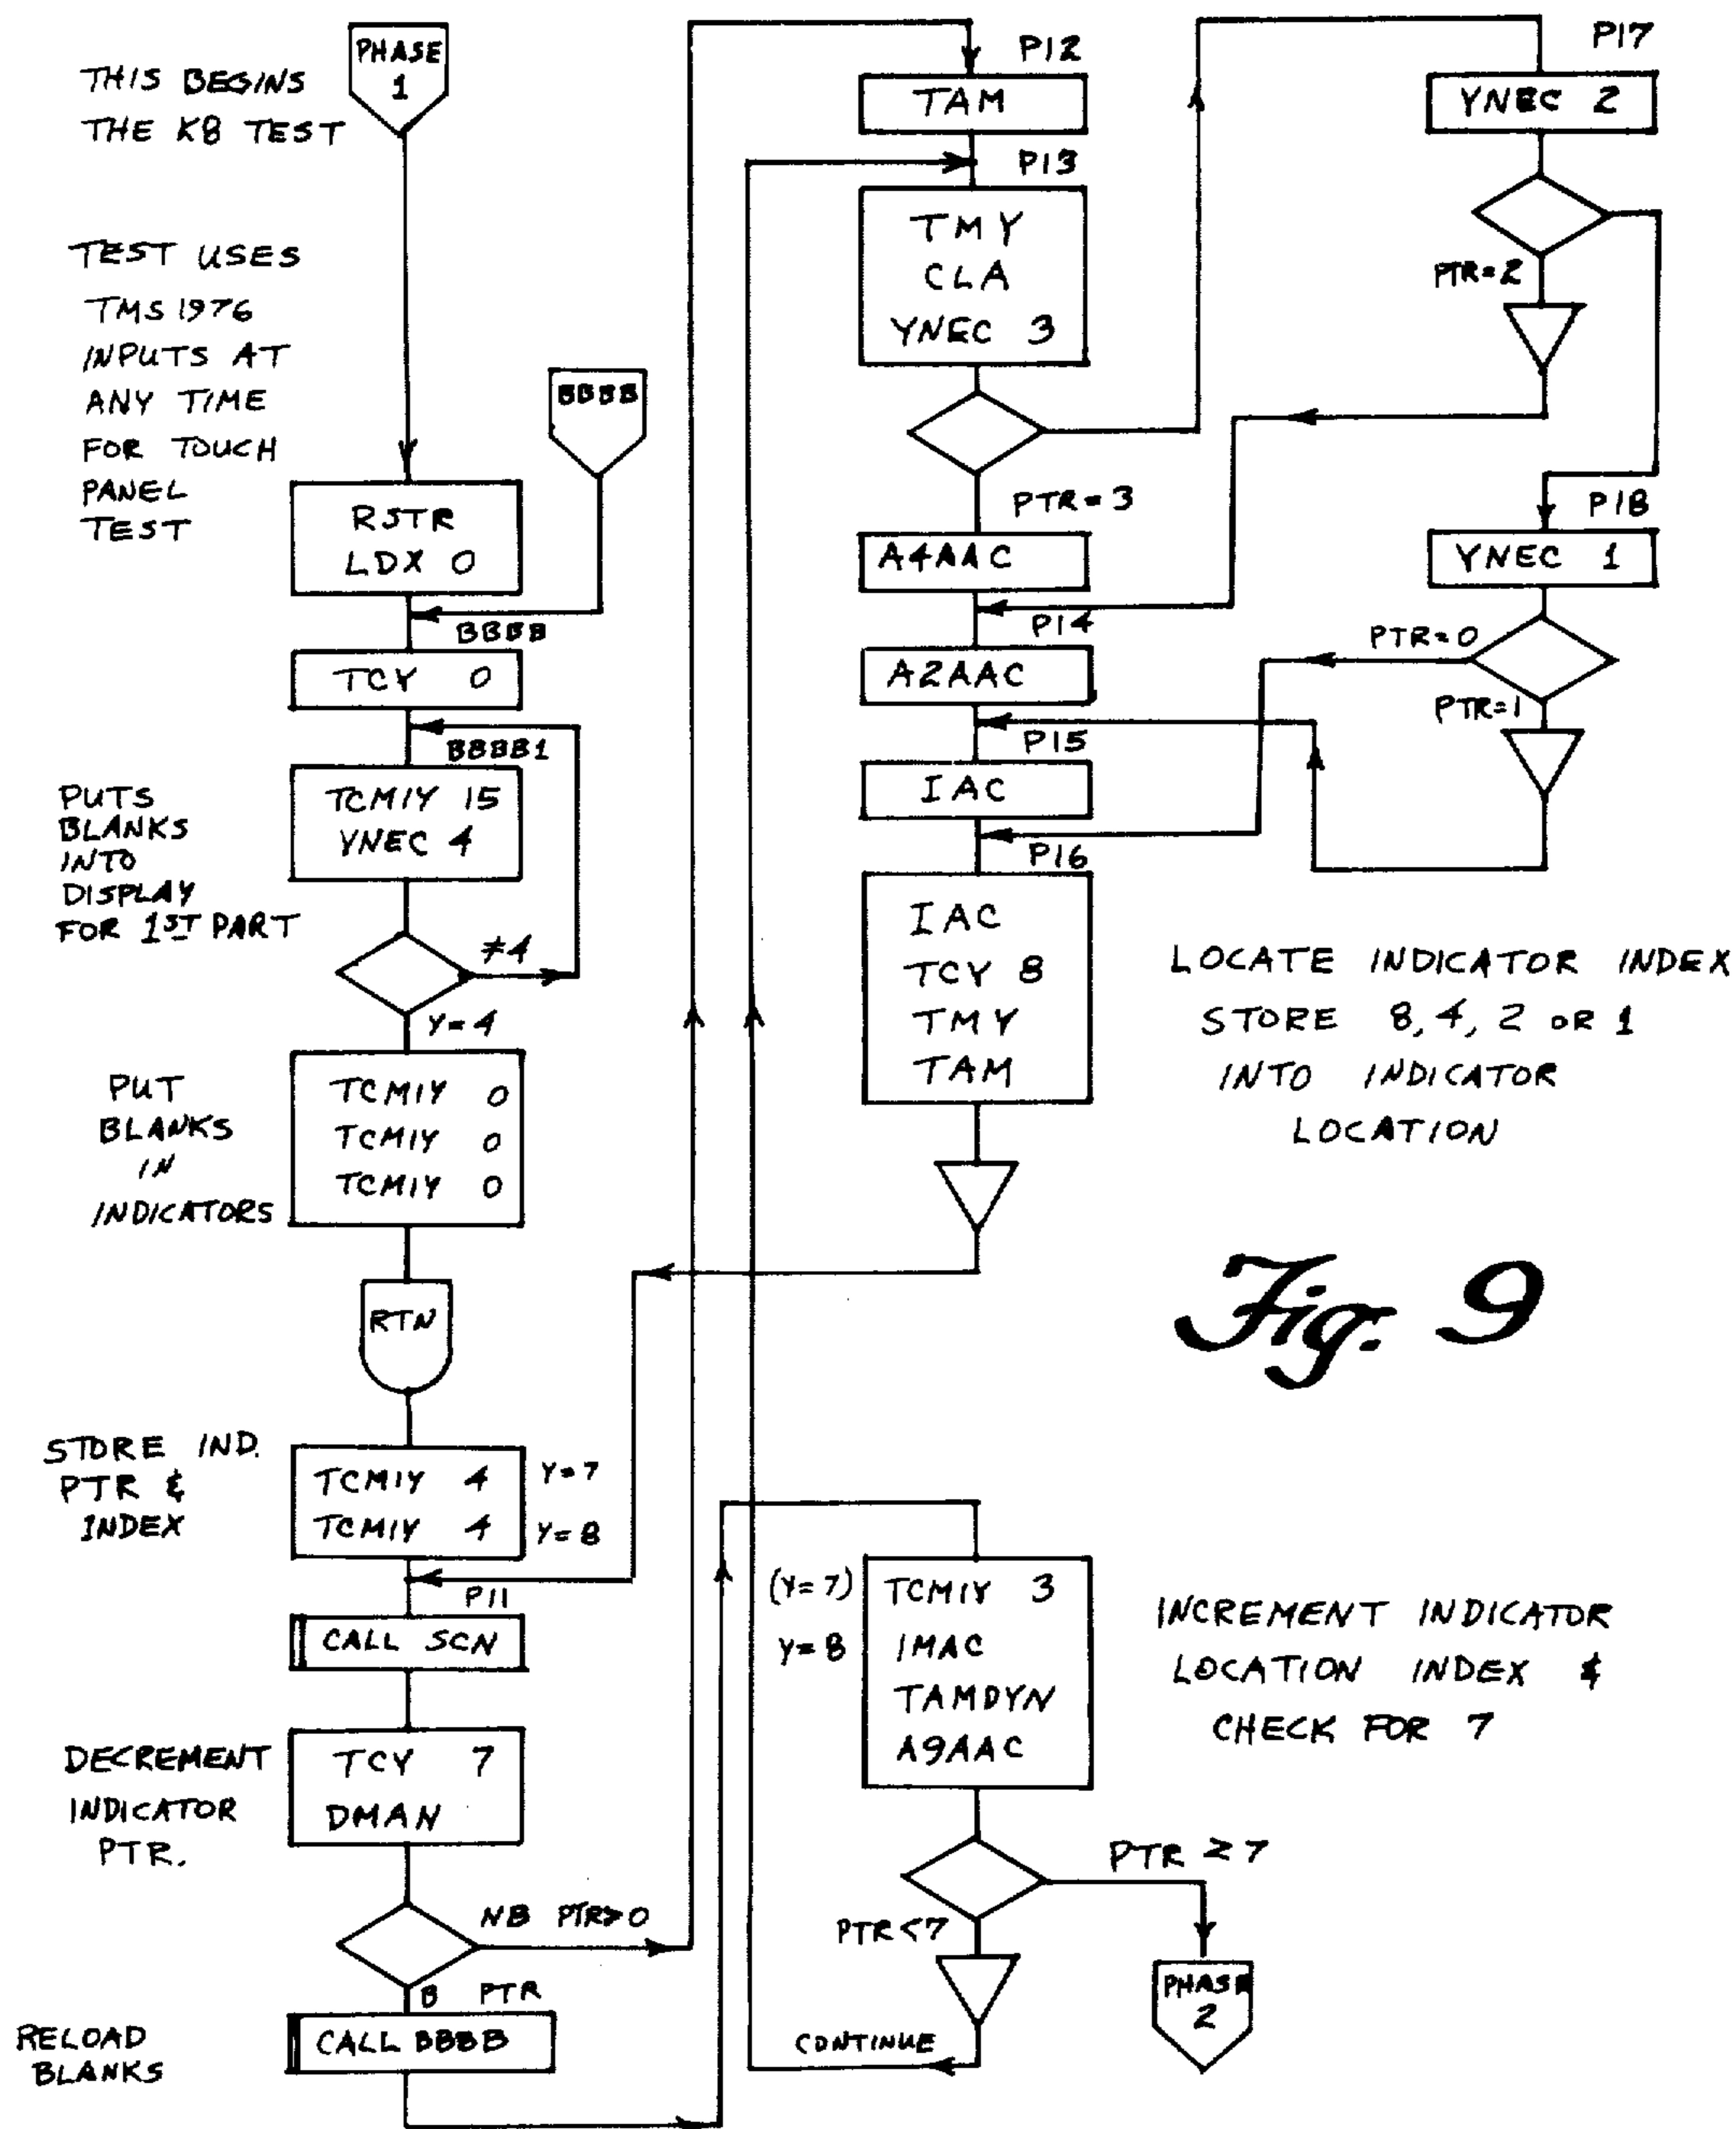 PHASE
1
THIS BEGINS
THE KB TEST
TEST USES
TMS 1976
INPUTS AT
ANY TIME
FOR TOUCH
PANEL
TEST
BBBB
RSTR
LDX 0
BBBB
TCY 0
BBBB1
PUTS
BLANKS
INTO
DISPLAY
FOR 1ST PART
TCMIY 15
YNEC 4
≠4
Y=4
PUT
BLANKS
IN
INDICATORS
TCMIY 0
TCMIY 0
TCMIY 0
RTN
STORE IND.
PTR &
INDEX
TCMIY 4 Y=7
TCMIY 4 Y=8
P11
CALL SCN
DECREMENT
INDICATOR
PTR.
TCY 7
DMAN
NB PTR>0
B PTR
RELOAD
BLANKS
CALL BBBB
P12
TAM
P13
TMY
CLA
YNEC 3
PTR=3
A4AAC
P14
A2AAC
P15
IAC
P16
IAC
TCY 8
TMY
TAM
P17
YNEC 2
PTR=2
P18
YNEC 1
PTR=0
PTR=1
LOCATE INDICATOR INDEX
STORE 8, 4, 2 OR 1
INTO INDICATOR
LOCATION
Fig. 9
(Y=7) TCMIY 3
Y=8 IMAC
TAMDYN
A9AAC
INCREMENT INDICATOR
LOCATION INDEX &
CHECK FOR 7
PTR ≥ 7
PTR<7
PHASE
2
CONTINUE